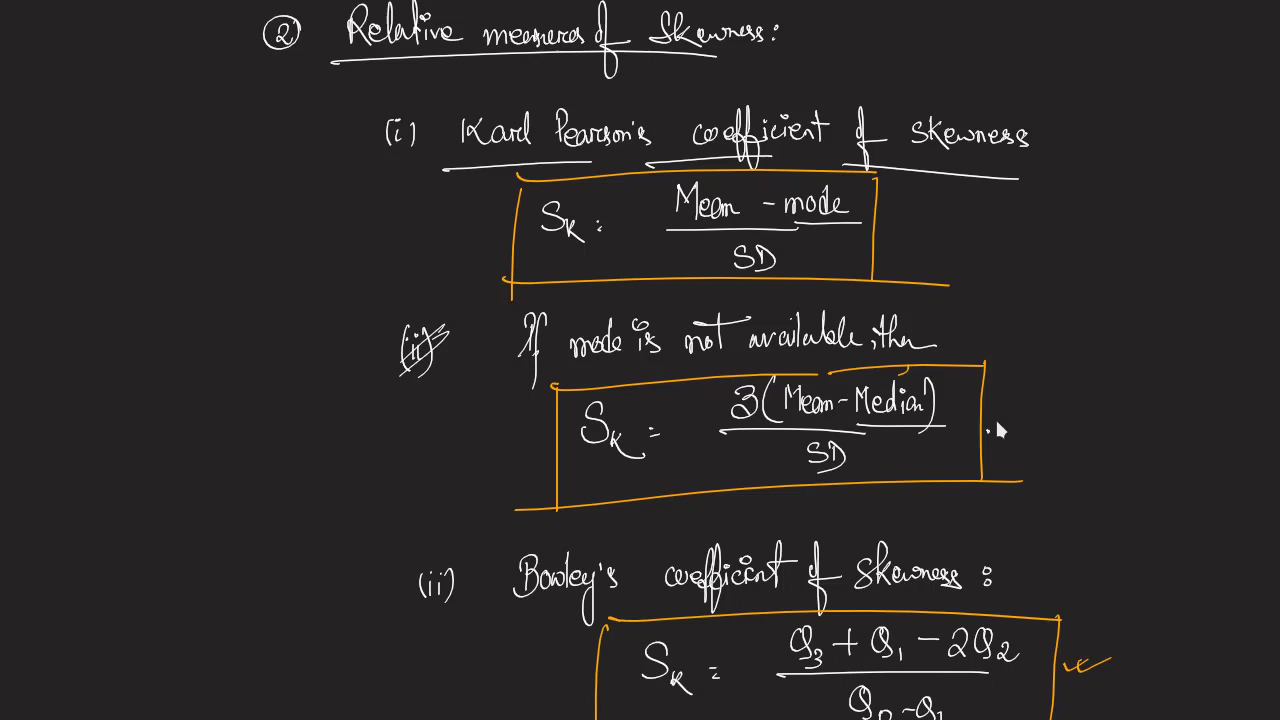 ② Relative measures of Skewness:
(i) Karl Pearson's coefficient of skewness
SK : Mean - mode
SD
(ii) If mode is not available, then
SK = 3(Mean-Median)
SD
(ii) Bowley's coefficient of skewness :
SK = Q3 + Q1 - 2Q2
- Q1